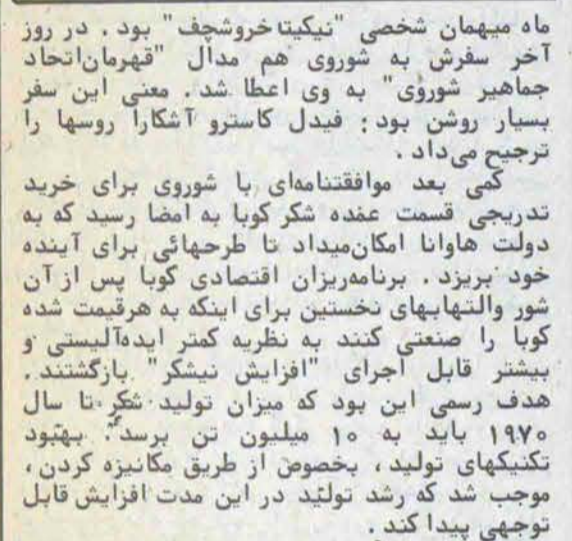 ماه میهمان شخصی "نیکیتا خروشچف" بود . در روز
آخر سفرش به شوروی هم مدال "قهرمان‌اتحاد
جماهیر شوروی" به وی اعطا شد . معنی این سفر
بسیار روشن بود : فیدل کاسترو آشکارا روسها را
ترجیح می‌داد .
کمی بعد موافقتنامه‌ای با شوروی برای خرید
تدریجی قسمت عمده شکر کوبا به امضا رسید که به
دولت هاوانا امکان‌میداد تا طرحهائی برای آینده
خود بریزد . برنامه‌ریزان اقتصادی کوبا پس از آن
شور والتهابهای نخستین برای اینکه به هرقیمت شده
کوبا را صنعتی کنند به نظریه کمتر ایده‌آلیستی و
بیشتر قابل اجرای "افزایش نیشکر" بازگشتند .
هدف رسمی این بود که میزان تولید شکر تا سال
۱۹۷۰ باید به ۱۰ میلیون تن برسد . بهبود
تکنیکهای تولید ، بخصوص از طریق مکانیزه کردن ،
موجب شد که رشد تولید در این مدت افزایش قابل
توجهی پیدا کند .